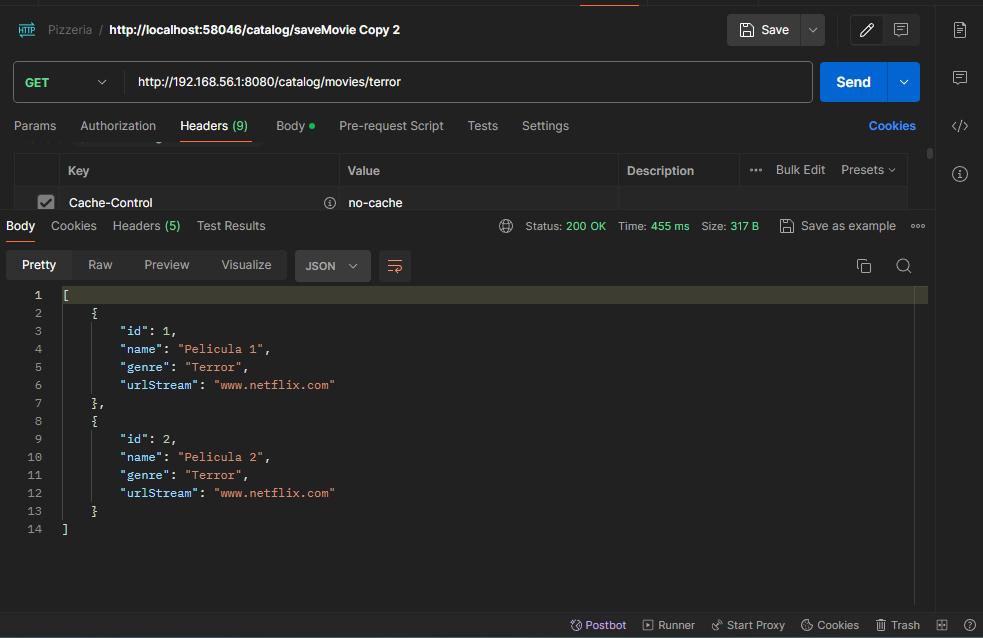 HTTP Pizzeria / http://localhost:58046/catalog/saveMovie Copy 2 Save
GET http://192.168.56.1:8080/catalog/movies/terror Send
Params Authorization Headers (9) Body Pre-request Script Tests Settings Cookies
Key Value Description Bulk Edit Presets
Cache-Control no-cache
Body Cookies Headers (5) Test Results Status: 200 OK Time: 455 ms Size: 317 B Save as example
Pretty Raw Preview Visualize JSON
1 [
2 {
3 "id": 1,
4 "name": "Pelicula 1",
5 "genre": "Terror",
6 "urlStream": "www.netflix.com"
7 },
8 {
9 "id": 2,
10 "name": "Pelicula 2",
11 "genre": "Terror",
12 "urlStream": "www.netflix.com"
13 }
14 ]
Postbot Runner Start Proxy Cookies Trash